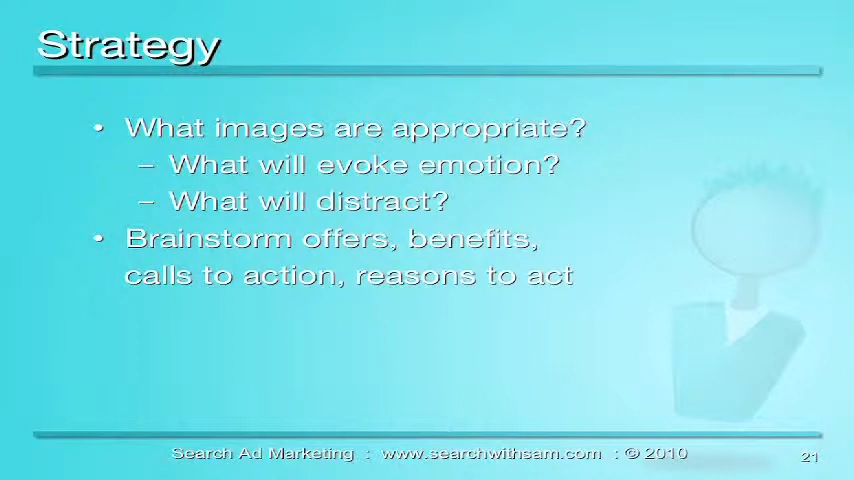 Strategy
• What images are appropriate?
– What will evoke emotion?
– What will distract?
• Brainstorm offers, benefits,
calls to action, reasons to act
Search Ad Marketing : www.searchwithsam.com : © 2010
21